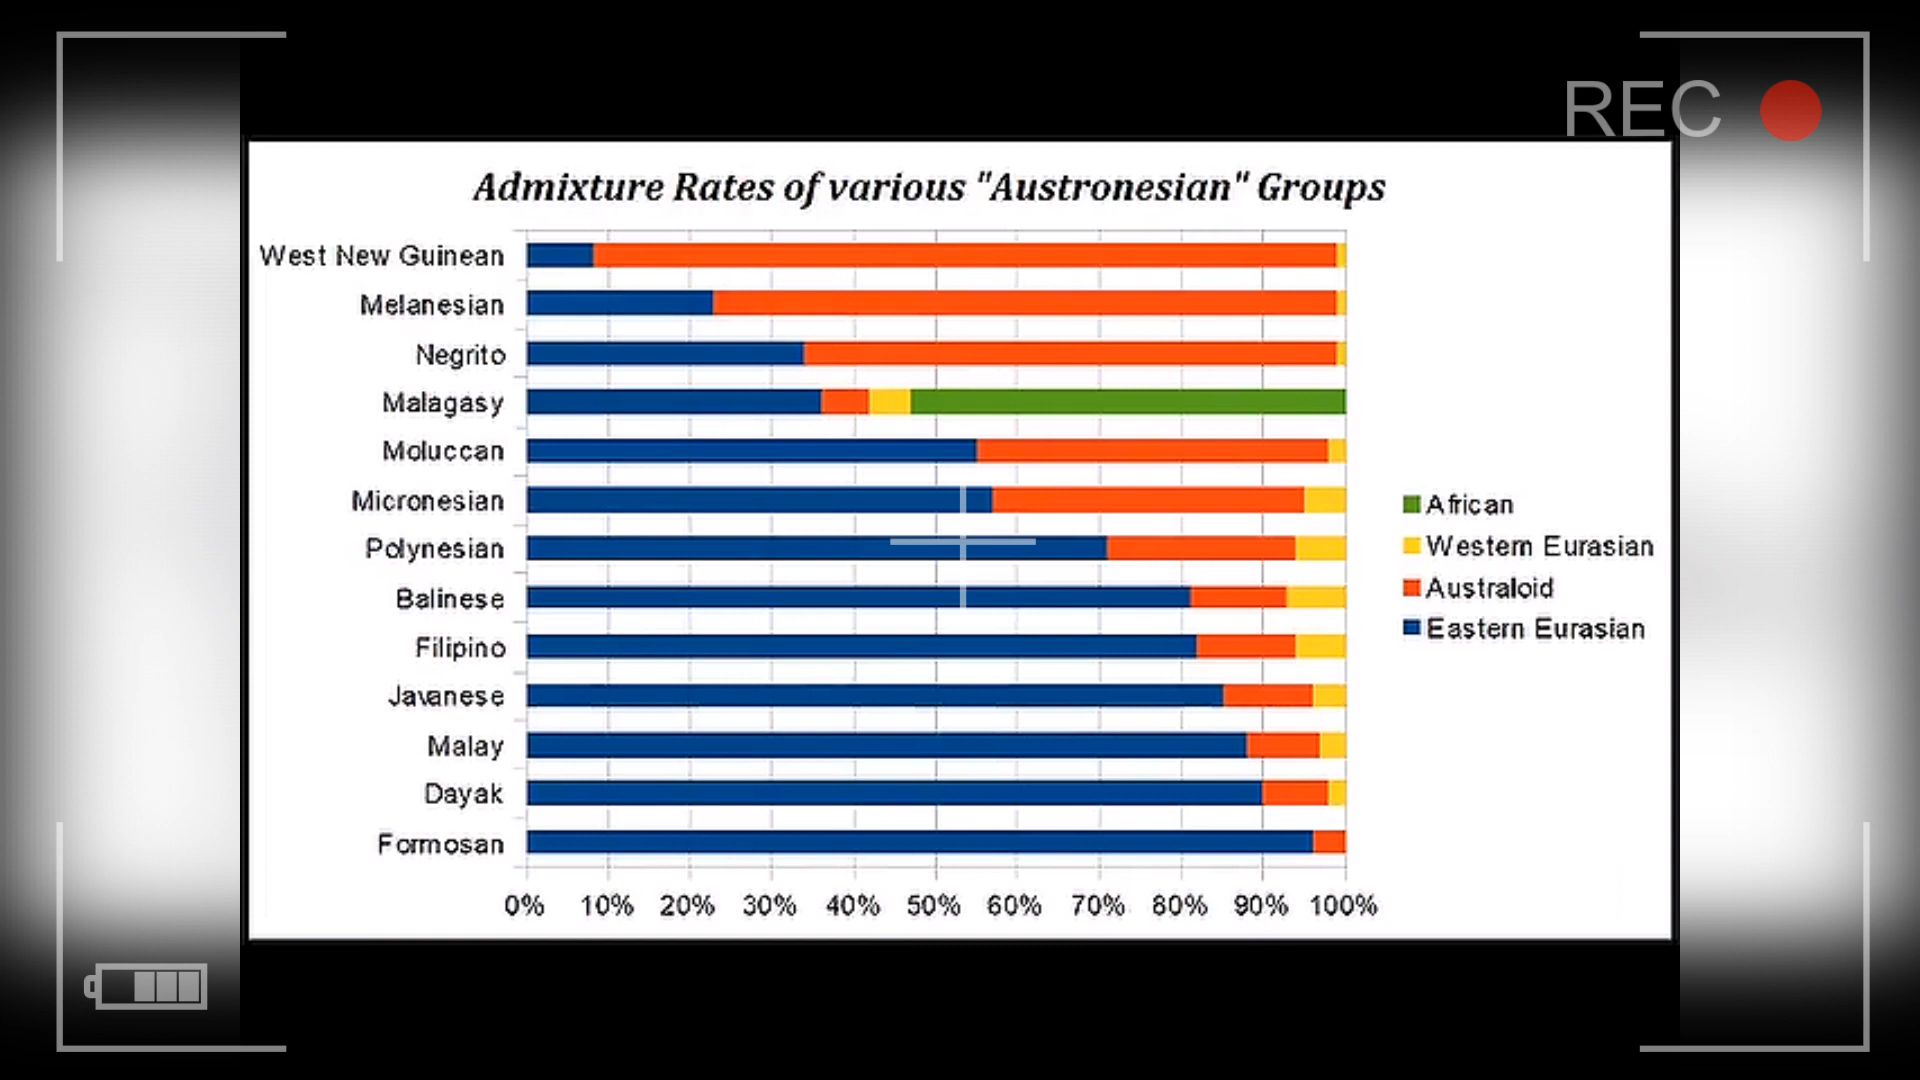 REC
Admixture Rates of various "Austronesian" Groups
West New Guinean
Melanesian
Negrito
Malagasy
Moluccan
Micronesian
Polynesian
Balinese
Filipino
Javanese
Malay
Dayak
Formosan
0% 10% 20% 30% 40% 50% 60% 70% 80% 90% 100%
African
Western Eurasian
Australoid
Eastern Eurasian